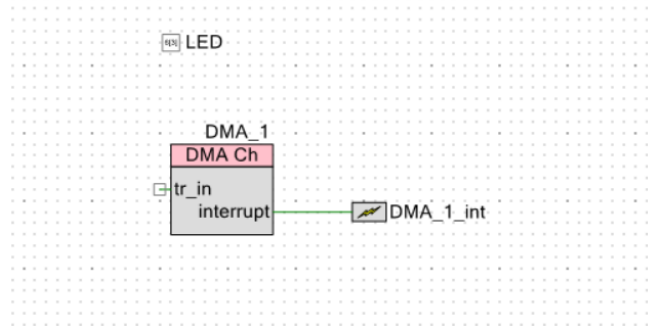 LED
DMA_1
DMA Ch
tr_in
interrupt
DMA_1_int